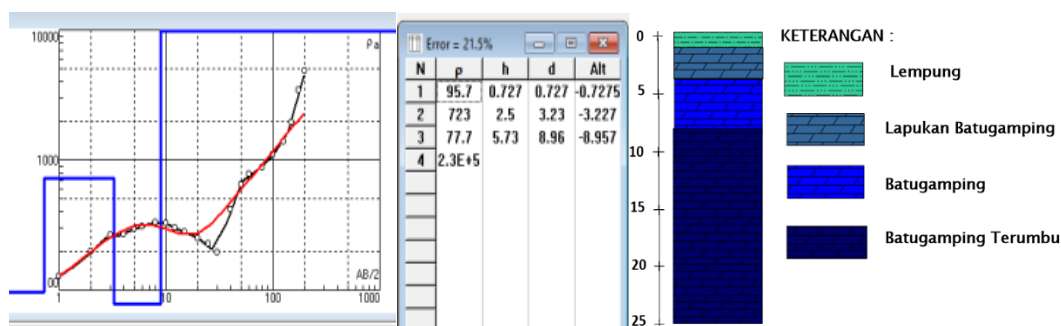 10000
ρa
1000
00
AB/2
1
10
100
1000
Error = 21.5%
N ρ h d Alt
1 95.7 0.727 0.727 -0.7275
2 723 2.5 3.23 -3.227
3 77.7 5.73 8.96 -8.957
4 2.3E+5
0
5
10
15
20
25
KETERANGAN :
Lempung
Lapukan Batugamping
Batugamping
Batugamping Terumbu